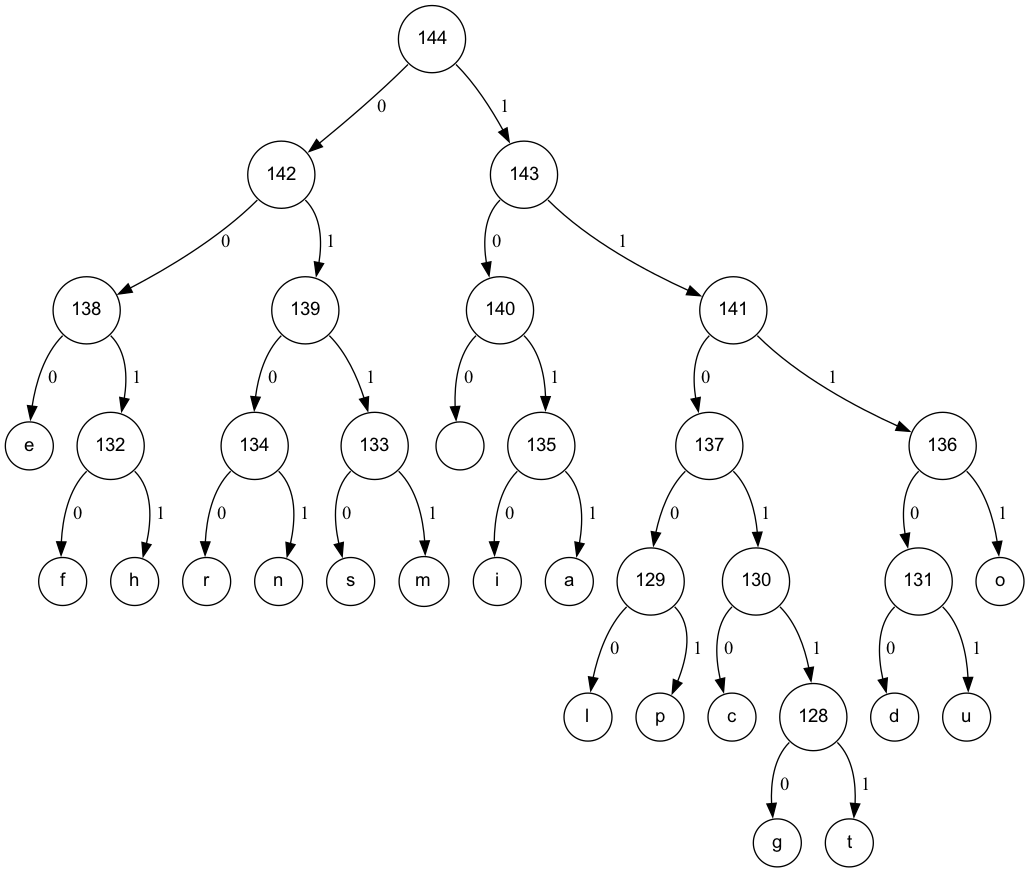 144
0 1
142 143
0 1 0 1
138 139 140 141
0 1 0 1 0 1 0 1
e 132 134 133 135 137 136
0 1 0 1 0 1 0 1 0 1 0 1
f h r n s m i a 129 130 131 o
0 1 0 1 0 1
l p c 128 d u
0 1
g t